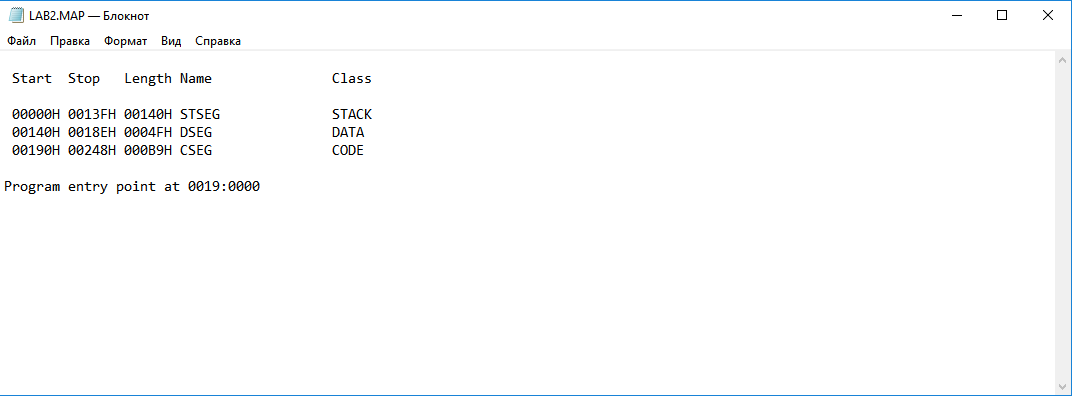 LAB2.MAP — Блокнот
Файл Правка Формат Вид Справка
Start Stop Length Name Class
00000H 0013FH 00140H STSEG STACK
00140H 0018EH 0004FH DSEG DATA
00190H 00248H 000B9H CSEG CODE
Program entry point at 0019:0000